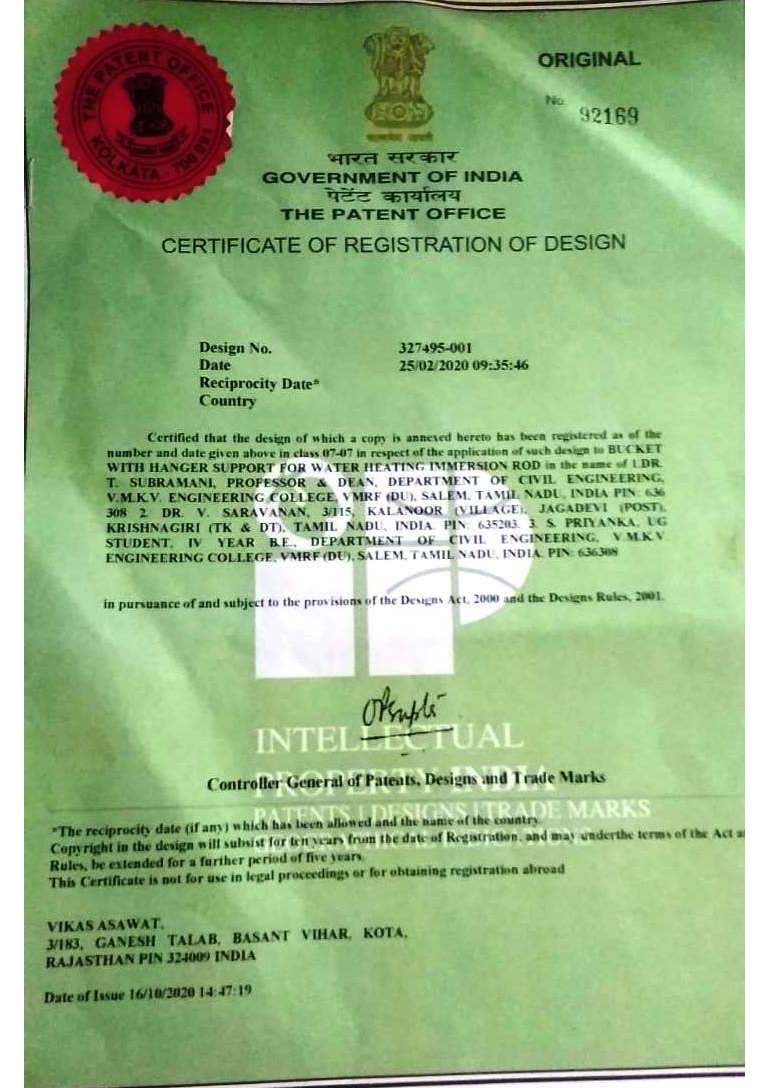 THE PATENT OFFICE
KOLKATA 700 091
ORIGINAL
No. 92169
भारत सरकार
GOVERNMENT OF INDIA
पेटेंट कार्यालय
THE PATENT OFFICE
CERTIFICATE OF REGISTRATION OF DESIGN
Design No. 327495-001
Date 25/02/2020 09:35:46
Reciprocity Date*
Country
Certified that the design of which a copy is annexed hereto has been registered as of the
number and date given above in class 07-07 in respect of the application of such design to BUCKET
WITH HANGER SUPPORT FOR WATER HEATING IMMERSION ROD in the name of 1.DR.
T. SUBRAMANI, PROFESSOR & DEAN, DEPARTMENT OF CIVIL ENGINEERING,
V.M.K.V. ENGINEERING COLLEGE, VMRF (DU), SALEM, TAMIL NADU, INDIA PIN: 636
308 2. DR. V. SARAVANAN, 3/115, KALANOOR (VILLAGE), JAGADEVI (POST),
KRISHNAGIRI (TK & DT), TAMIL NADU, INDIA. PIN: 635203. 3. S. PRIYANKA, UG
STUDENT, IV YEAR B.E., DEPARTMENT OF CIVIL ENGINEERING, V.M.K.V.
ENGINEERING COLLEGE, VMRF (DU), SALEM, TAMIL NADU, INDIA. PIN: 636308
in pursuance of and subject to the provisions of the Designs Act, 2000 and the Designs Rules, 2001.
INTELLECTUAL
Controller General of Patents, Designs and Trade Marks
PROPERTY INDIA
PATENTS | DESIGNS | TRADE MARKS
*The reciprocity date (if any) which has been allowed and the name of the country.
Copyright in the design will subsist for ten years from the date of Registration, and may underthe terms of the Act a
Rules, be extended for a further period of five years.
This Certificate is not for use in legal proceedings or for obtaining registration abroad
VIKAS ASAWAT,
3/183, GANESH TALAB, BASANT VIHAR, KOTA,
RAJASTHAN PIN 324009 INDIA
Date of Issue 16/10/2020 14:47:19